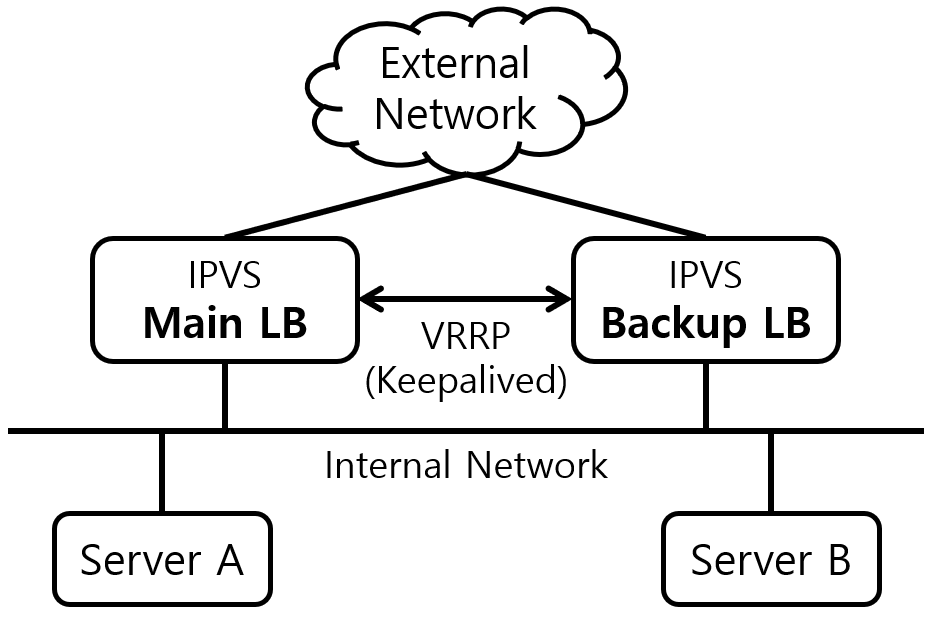 External
Network
IPVS
Main LB
IPVS
Backup LB
VRRP
(Keepalived)
Internal Network
Server A
Server B